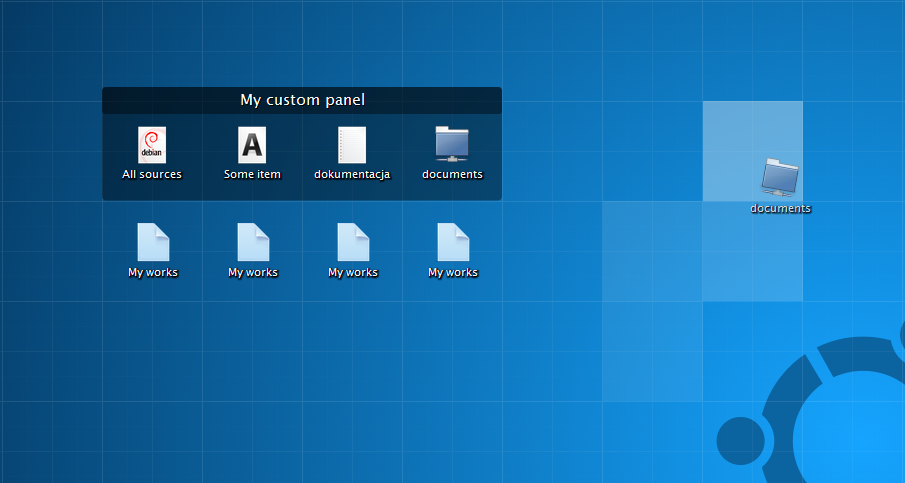 My custom panel
debian
A
All sources
Some item
dokumentacja
documents
documents
My works
My works
My works
My works